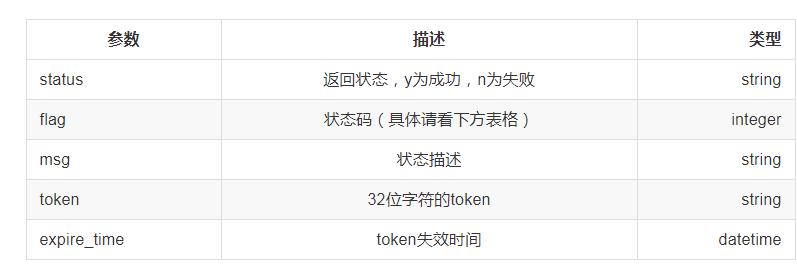 参数 描述 类型
status 返回状态，y为成功，n为失败 string
flag 状态码（具体请看下方表格） integer
msg 状态描述 string
token 32位字符的token string
expire_time token失效时间 datetime